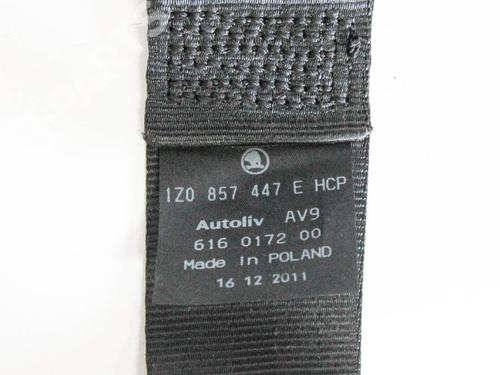 1Z0 857 447 E HCP
Autoliv AV9
616 0172 00
Made in POLAND
16 12 2011